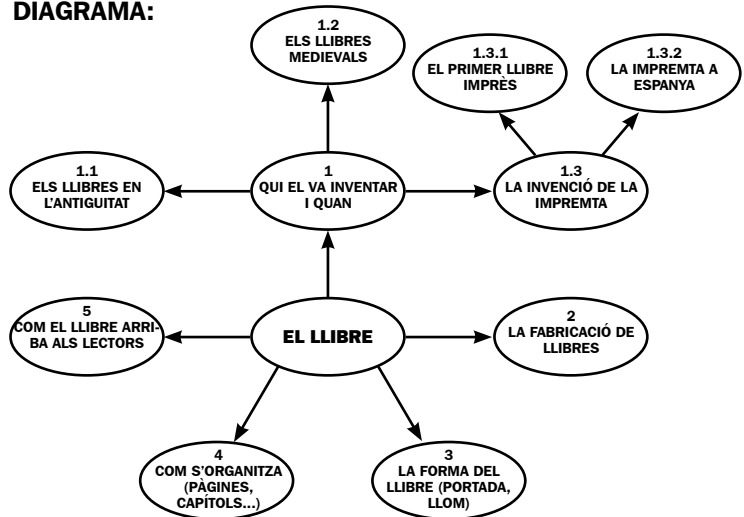 DIAGRAMA:
1.2
ELS LLIBRES
MEDIEVALS
1.3.1
EL PRIMER LLIBRE
IMPRÈS
1.3.2
LA IMPREMTA A
ESPANYA
1.1
ELS LLIBRES EN
L'ANTIGUITAT
1
QUI EL VA INVENTAR
I QUAN
1.3
LA INVENCIÓ DE LA
IMPREMTA
5
COM EL LLIBRE ARRI-
BA ALS LECTORS
EL LLIBRE
2
LA FABRICACIÓ DE
LLIBRES
4
COM S'ORGANITZA
(PÀGINES,
CAPÍTOLS...)
3
LA FORMA DEL
LLIBRE (PORTADA,
LLOM)